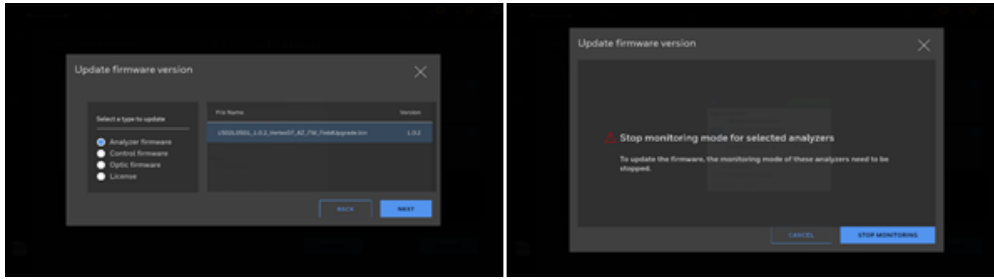 Update firmware version
Select a type to update
Analyzer firmware
Control firmware
Optic firmware
License
File Name Version
1.0.2
BACK NEXT
Update firmware version
Stop monitoring mode for selected analyzers
To update the firmware, the monitoring mode of these analyzers need to be
stopped.
CANCEL STOP MONITORING